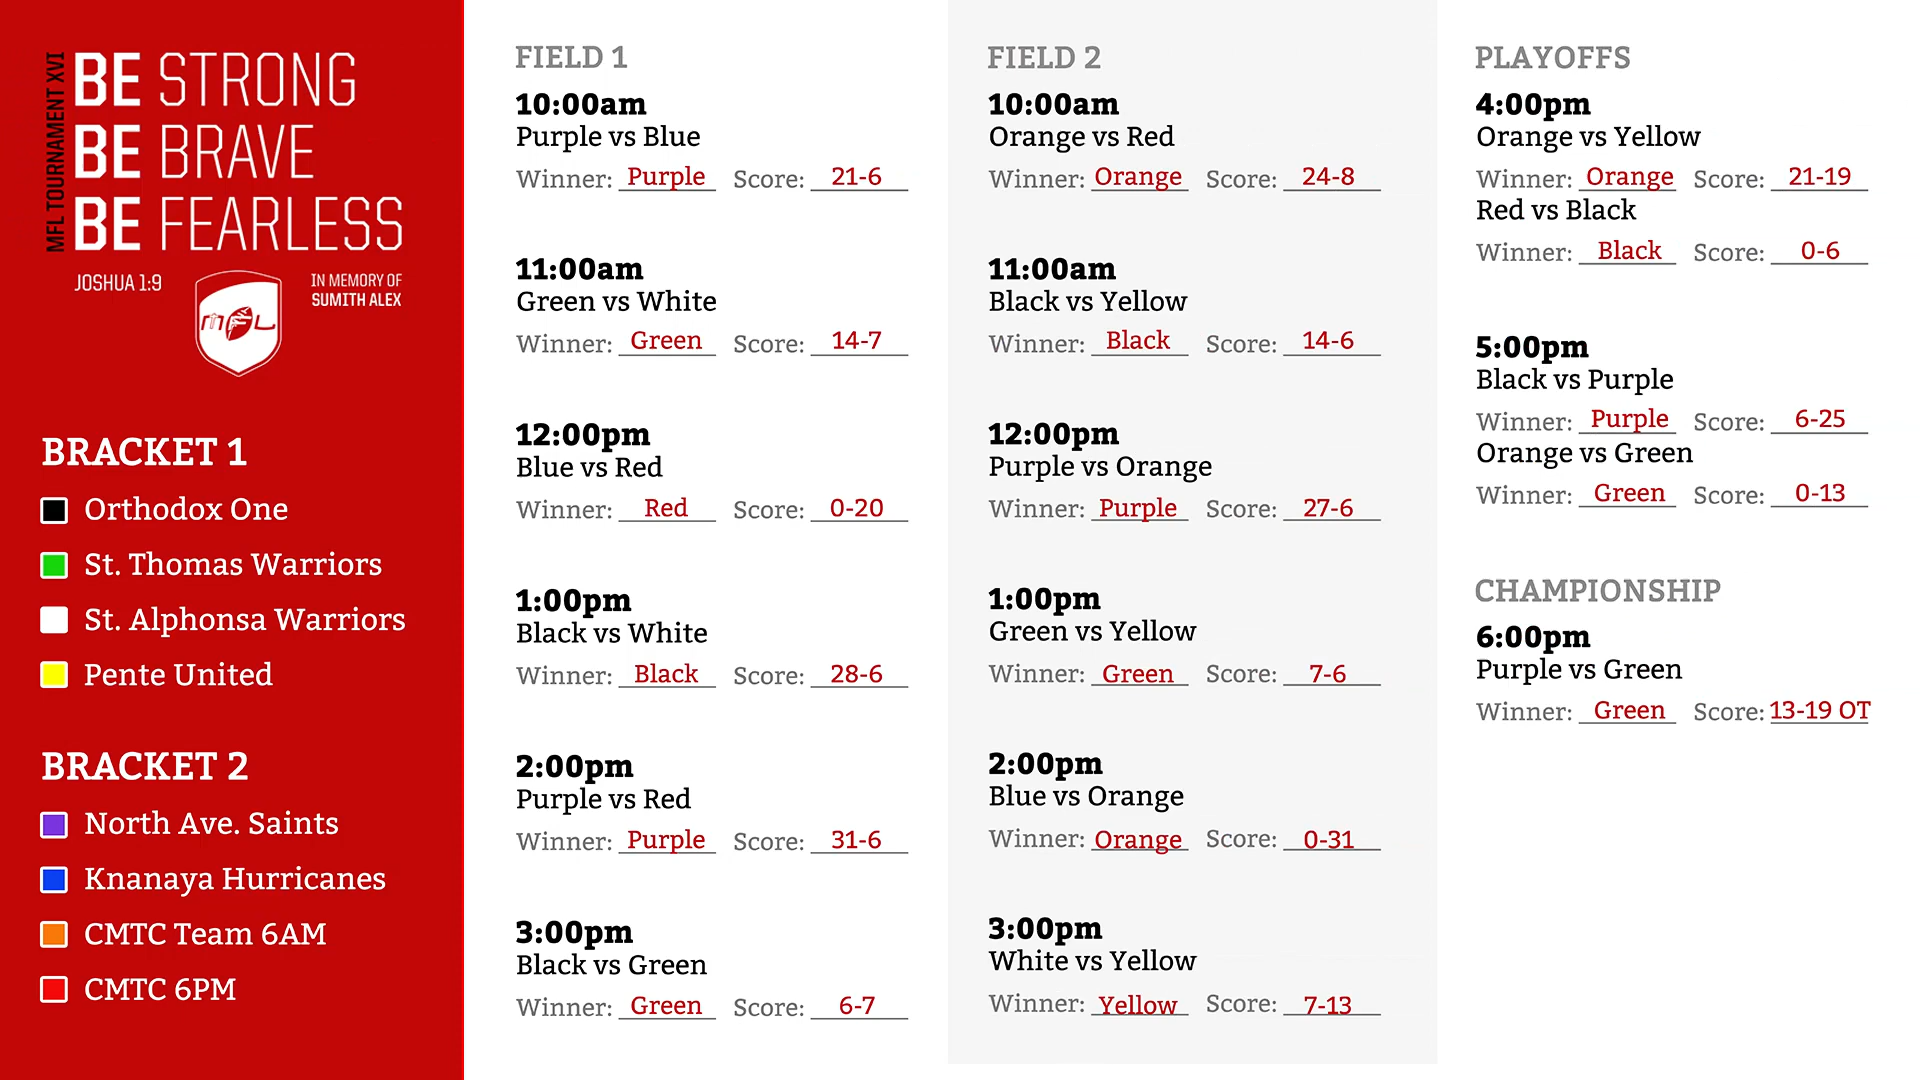 MFL TOURNAMENT XVI
BE STRONG
BE BRAVE
BE FEARLESS
JOSHUA 1:9
IN MEMORY OF
SUMITH ALEX
MFL
BRACKET 1
Orthodox One
St. Thomas Warriors
St. Alphonsa Warriors
Pente United
BRACKET 2
North Ave. Saints
Knanaya Hurricanes
CMTC Team 6AM
CMTC 6PM
FIELD 1
10:00am
Purple vs Blue
Winner: Purple Score: 21-6
11:00am
Green vs White
Winner: Green Score: 14-7
12:00pm
Blue vs Red
Winner: Red Score: 0-20
1:00pm
Black vs White
Winner: Black Score: 28-6
2:00pm
Purple vs Red
Winner: Purple Score: 31-6
3:00pm
Black vs Green
Winner: Green Score: 6-7
FIELD 2
10:00am
Orange vs Red
Winner: Orange Score: 24-8
11:00am
Black vs Yellow
Winner: Black Score: 14-6
12:00pm
Purple vs Orange
Winner: Purple Score: 27-6
1:00pm
Green vs Yellow
Winner: Green Score: 7-6
2:00pm
Blue vs Orange
Winner: Orange Score: 0-31
3:00pm
White vs Yellow
Winner: Yellow Score: 7-13
PLAYOFFS
4:00pm
Orange vs Yellow
Winner: Orange Score: 21-19
Red vs Black
Winner: Black Score: 0-6
5:00pm
Black vs Purple
Winner: Purple Score: 6-25
Orange vs Green
Winner: Green Score: 0-13
CHAMPIONSHIP
6:00pm
Purple vs Green
Winner: Green Score: 13-19 OT